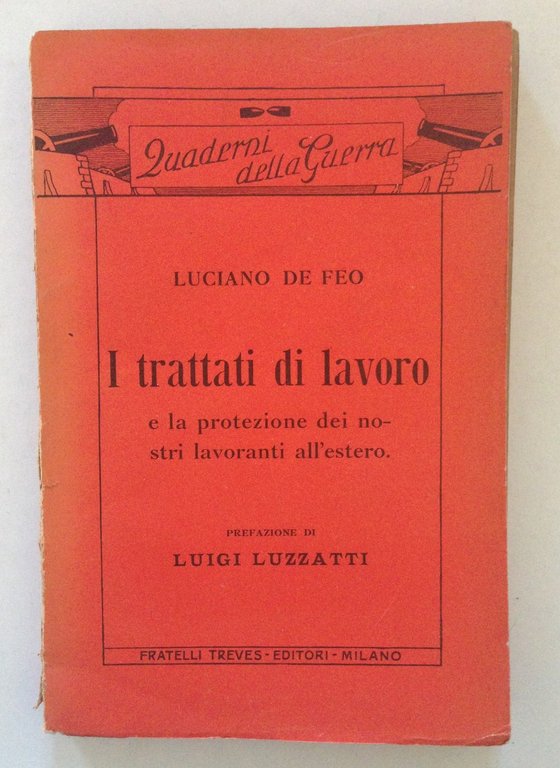 Quaderni
della Guerra
LUCIANO DE FEO
I trattati di lavoro
e la protezione dei no-
stri lavoranti all'estero.
PREFAZIONE DI
LUIGI LUZZATTI
FRATELLI TREVES - EDITORI - MILANO